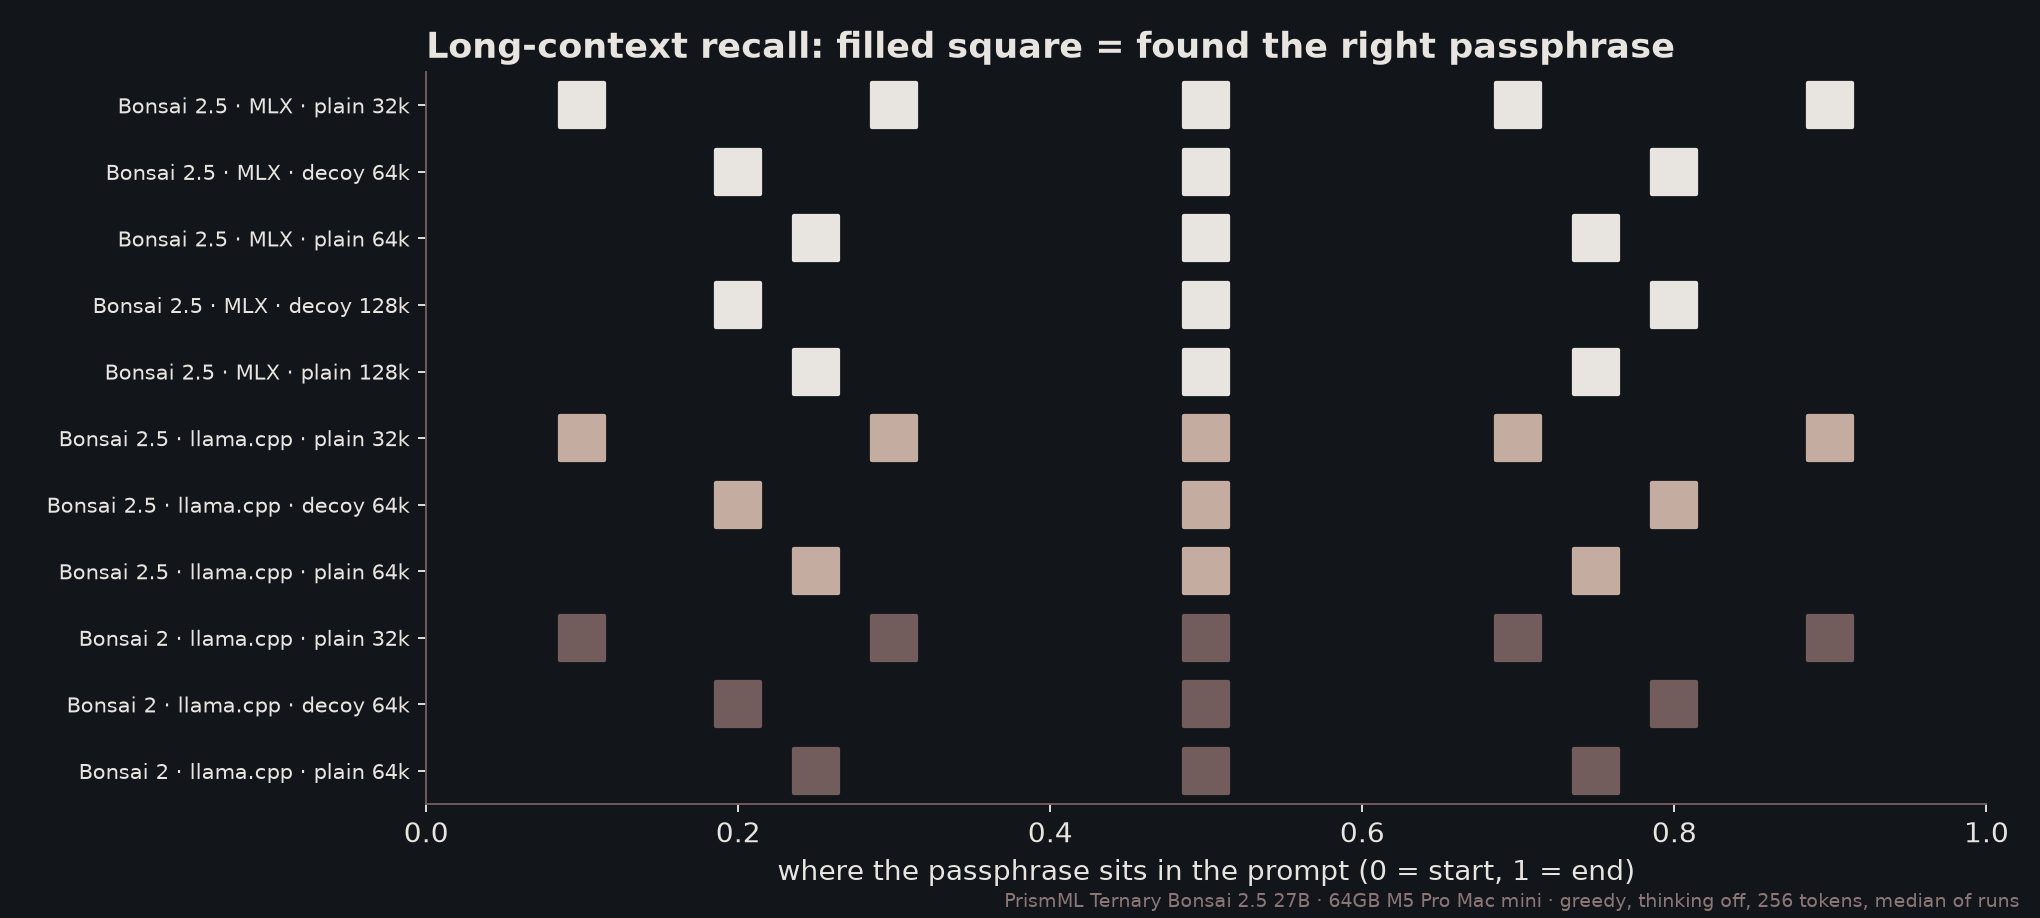 Long-context recall: filled square = found the right passphrase
Bonsai 2.5 · MLX · plain 32k
Bonsai 2.5 · MLX · decoy 64k
Bonsai 2.5 · MLX · plain 64k
Bonsai 2.5 · MLX · decoy 128k
Bonsai 2.5 · MLX · plain 128k
Bonsai 2.5 · llama.cpp · plain 32k
Bonsai 2.5 · llama.cpp · decoy 64k
Bonsai 2.5 · llama.cpp · plain 64k
Bonsai 2 · llama.cpp · plain 32k
Bonsai 2 · llama.cpp · decoy 64k
Bonsai 2 · llama.cpp · plain 64k
0.0 0.2 0.4 0.6 0.8 1.0
where the passphrase sits in the prompt (0 = start, 1 = end)
PrismML Ternary Bonsai 2.5 27B · 64GB M5 Pro Mac mini · greedy, thinking off, 256 tokens, median of runs